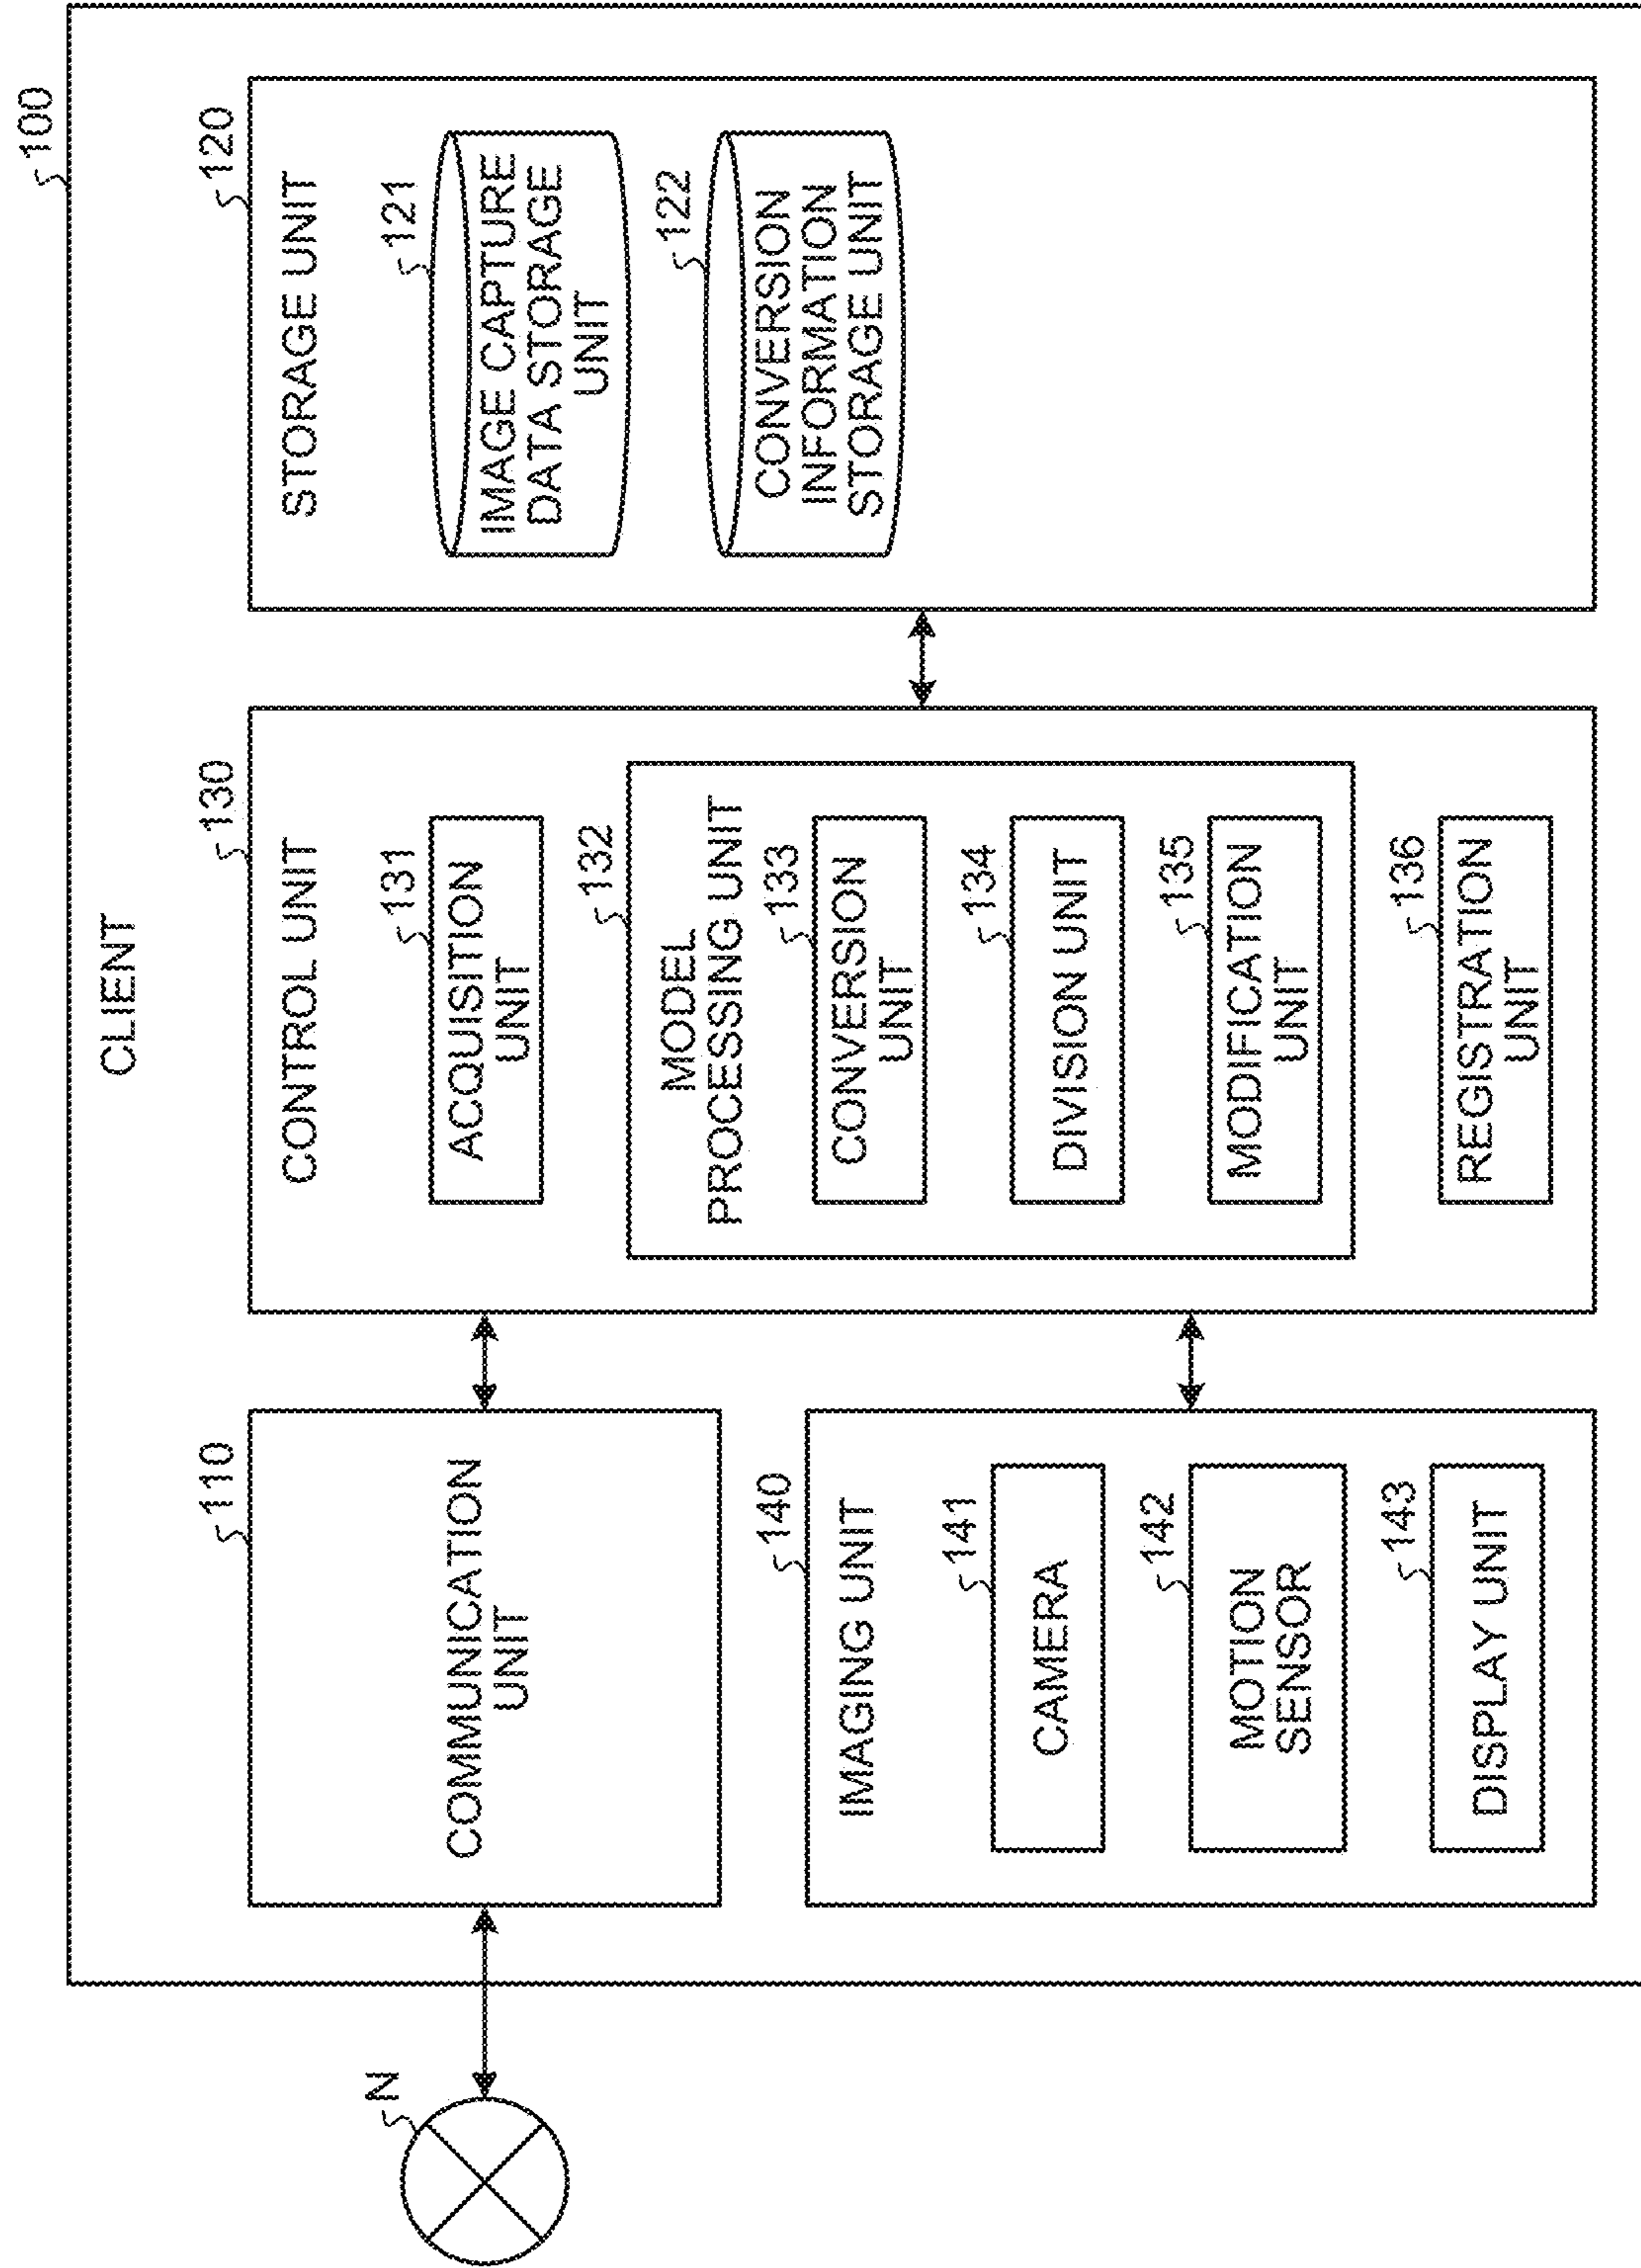 100
CLIENT
N
110
COMMUNICATION
UNIT
140
IMAGING UNIT
141
CAMERA
142
MOTION
SENSOR
143
DISPLAY UNIT
130
CONTROL UNIT
131
ACQUISITION
UNIT
132
MODEL
PROCESSING UNIT
133
CONVERSION
UNIT
134
DIVISION UNIT
135
MODIFICATION
UNIT
136
REGISTRATION
UNIT
120
STORAGE UNIT
121
IMAGE CAPTURE
DATA STORAGE
UNIT
122
CONVERSION
INFORMATION
STORAGE UNIT